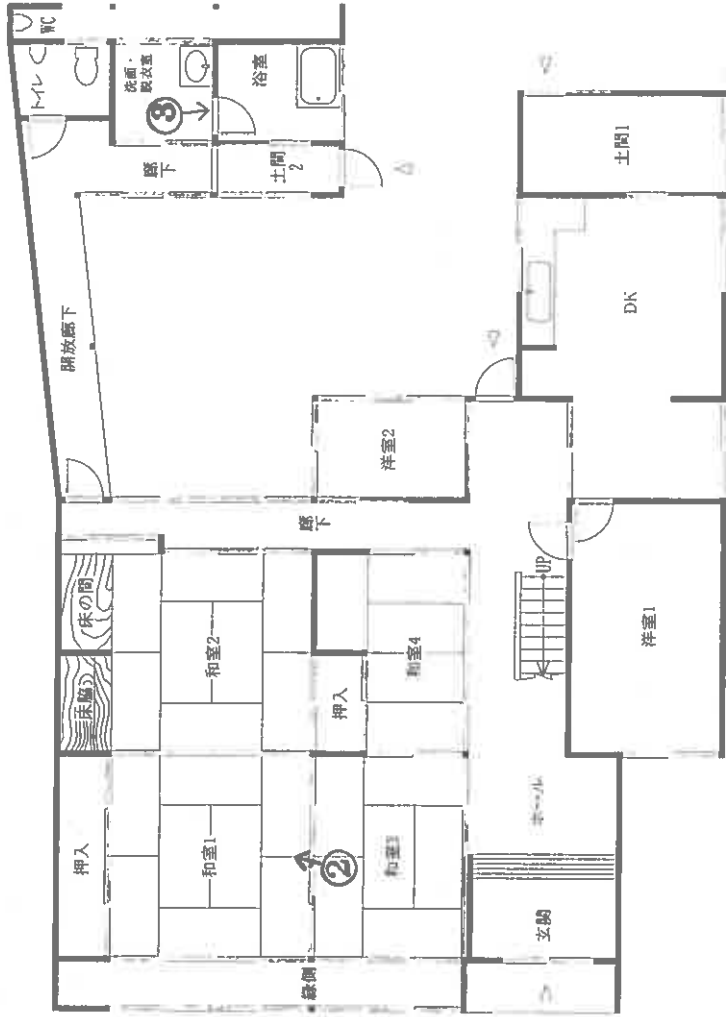 WC
トイレ
洗面・
脱衣室
③
浴室
廊下
土間
2
土間1
開放廊下
DK
洋室2
廊下
床の間
床脇
和室2
和室4
押入
UP
洋室1
押入
和室1
②
和室3
ホール
玄関
縁側